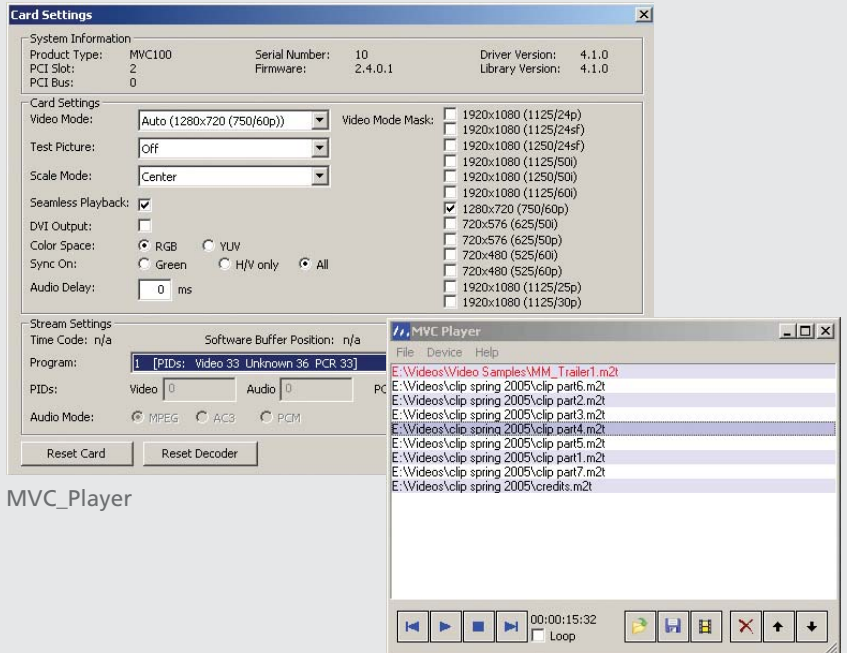 Card Settings
System Information
Product Type: MVC100 Serial Number: 10 Driver Version: 4.1.0
PCI Slot: 2 Firmware: 2.4.0.1 Library Version: 4.1.0
PCI Bus: 0
Card Settings
Video Mode: Auto (1280x720 (750/60p)) Video Mode Mask:
1920x1080 (1125/24p)
1920x1080 (1125/24sf)
1920x1080 (1250/24sf)
1920x1080 (1125/50i)
1920x1080 (1250/50i)
1920x1080 (1125/60i)
1280x720 (750/60p)
720x576 (625/50i)
720x576 (625/50p)
720x480 (525/60i)
720x480 (525/60p)
1920x1080 (1125/25p)
1920x1080 (1125/30p)
Test Picture: Off
Scale Mode: Center
Seamless Playback:
DVI Output:
Color Space: RGB YUV
Sync On: Green H/V only All
Audio Delay: 0 ms
Stream Settings
Time Code: n/a Software Buffer Position: n/a
Program: 1 [PIDs: Video 33 Unknown 36 PCR 33]
PIDs: Video 0 Audio 0 PC
Audio Mode: MPEG AC3 PCM
Reset Card Reset Decoder
MVC_Player
MVC Player
File Device Help
E:\Videos\Video Samples\MM_Trailer1.m2t
E:\Videos\clip spring 2005\clip part6.m2t
E:\Videos\clip spring 2005\clip part2.m2t
E:\Videos\clip spring 2005\clip part3.m2t
E:\Videos\clip spring 2005\clip part4.m2t
E:\Videos\clip spring 2005\clip part5.m2t
E:\Videos\clip spring 2005\clip part1.m2t
E:\Videos\clip spring 2005\clip part7.m2t
E:\Videos\clip spring 2005\credits.m2t
00:00:15:32
Loop